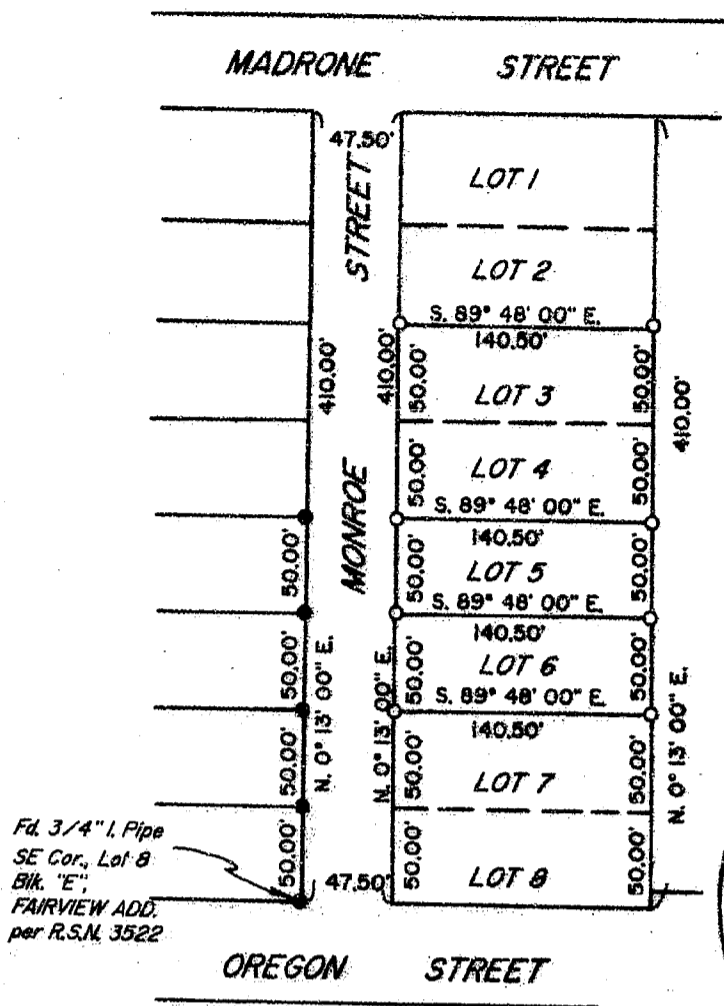 MADRONE STREET
47.50'
STREET
LOT 1
LOT 2
S. 89° 48' 00" E.
140.50'
410.00'
410.00'
50.00'
LOT 3
50.00'
410.00'
50.00'
LOT 4
50.00'
MONROE
S. 89° 48' 00" E.
140.50'
50.00'
50.00'
LOT 5
50.00'
S. 89° 48' 00" E.
140.50'
50.00'
N. 0° 13' 00" E.
N. 0° 13' 00" E.
50.00'
LOT 6
50.00'
N. 0° 13' 00" E.
S. 89° 48' 00" E.
140.50'
50.00'
50.00'
LOT 7
50.00'
Fd. 3/4" I. Pipe
SE Cor., Lot 8
Blk. "E",
FAIRVIEW ADD.
per R.S.N. 3522
50.00'
47.50'
50.00'
LOT 8
50.00'
OREGON STREET